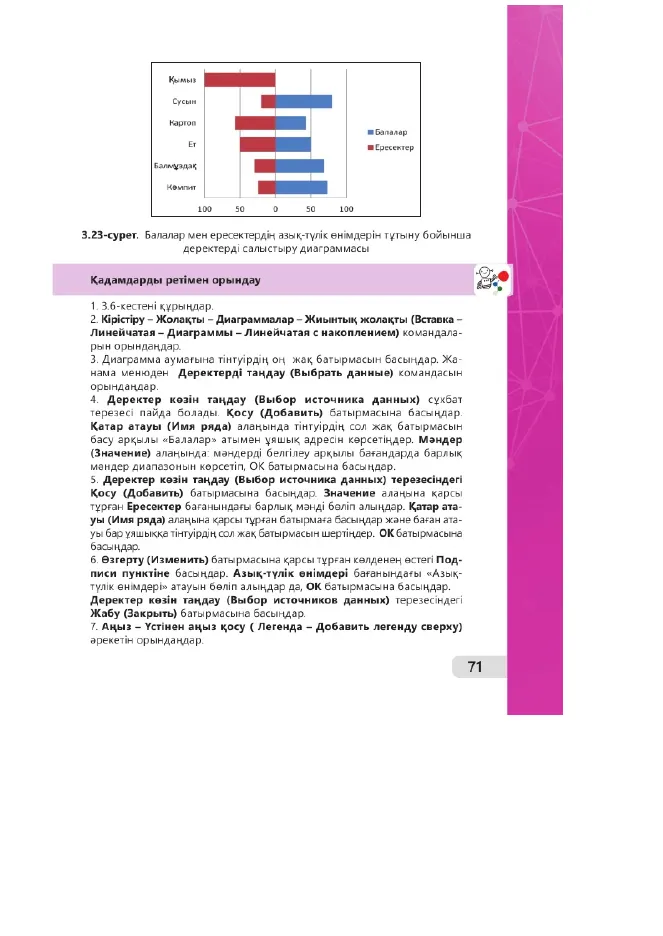 Қымыз
Сусын
Картоп
Ет
Балмұздақ
Кәмпит
Балалар
Ересектер
100 50 0 50 100
3.23-сурет. Балалар мен ересектердің азық-түлік өнімдерін тұтыну бойынша
деректерді салыстыру диаграммасы
Қадамдарды ретімен орындау
1. 3.6-кестені құрыңдар.
2. Кірістіру – Жолақты – Диаграммалар – Жиынтық жолақты (Вставка –
Линейчатая – Диаграммы – Линейчатая с накоплением) командала-
рын орындаңдар.
3. Диаграмма аумағына тінтуірдің оң жақ батырмасын басыңдар. Жа-
нама менюден Деректерді таңдау (Выбрать данные) командасын
орындаңдар.
4. Деректер көзін таңдау (Выбор источника данных) сұхбат
терезесі пайда болады. Қосу (Добавить) батырмасына басыңдар.
Қатар атауы (Имя ряда) алаңында тінтуірдің сол жақ батырмасын
басу арқылы «Балалар» атымен ұяшық адресін көрсетіңдер. Мәндер
(Значение) алаңында: мәндерді белгілеу арқылы бағандарда барлық
мәндер диапазонын көрсетіп, ОК батырмасына басыңдар.
5. Деректер көзін таңдау (Выбор источника данных) терезесіндегі
Қосу (Добавить) батырмасына басыңдар. Значение алаңына қарсы
тұрған Ересектер бағанындағы барлық мәнді бөліп алыңдар. Қатар ата-
уы (Имя ряда) алаңына қарсы тұрған батырмаға басыңдар және баған ата-
уы бар ұяшыққа тінтуірдің сол жақ батырмасын шертіңдер. ОК батырмасына
басыңдар.
6. Өзгерту (Изменить) батырмасына қарсы тұрған көлденең өстегі Под-
писи пунктіне басыңдар. Азық-түлік өнімдері бағанындағы «Азық-
түлік өнімдері» атауын бөліп алыңдар да, ОК батырмасына басыңдар.
Деректер көзін таңдау (Выбор источников данных) терезесіндегі
Жабу (Закрыть) батырмасына басыңдар.
7. Аңыз – Үстінен аңыз қосу ( Легенда – Добавить легенду сверху)
әрекетін орындаңдар.
71